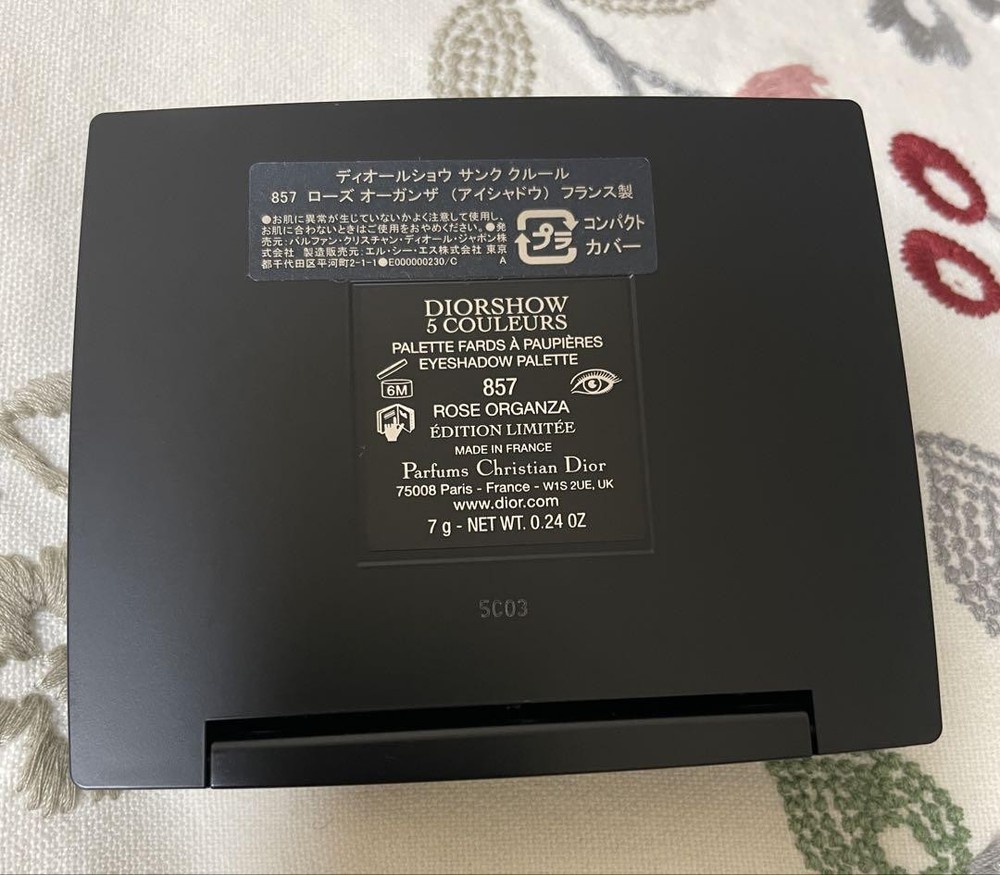 ディオールショウ サンク クルール
857 ローズ オーガンザ （アイシャドウ） フランス製
●お肌に異常が生じていないかよく注意して使用し、
お肌に合わないときはご使用をおやめください。●発
売元：パルファン・クリスチャン・ディオール・ジャポン株
式会社 製造販売元：エル・シー・エス株式会社 東京
都千代田区平河町2-1-1●E000000230/C A
プラ
コンパクト
カバー
DIORSHOW
5 COULEURS
PALETTE FARDS À PAUPIÈRES
EYESHADOW PALETTE
6M
857
ROSE ORGANZA
ÉDITION LIMITÉE
MADE IN FRANCE
Parfums Christian Dior
75008 Paris - France - W1S 2UE, UK
www.dior.com
7 g - NET WT. 0.24 OZ
5C03